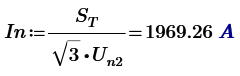 In := S_T / (√3 · U_n2) = 1969.26 A